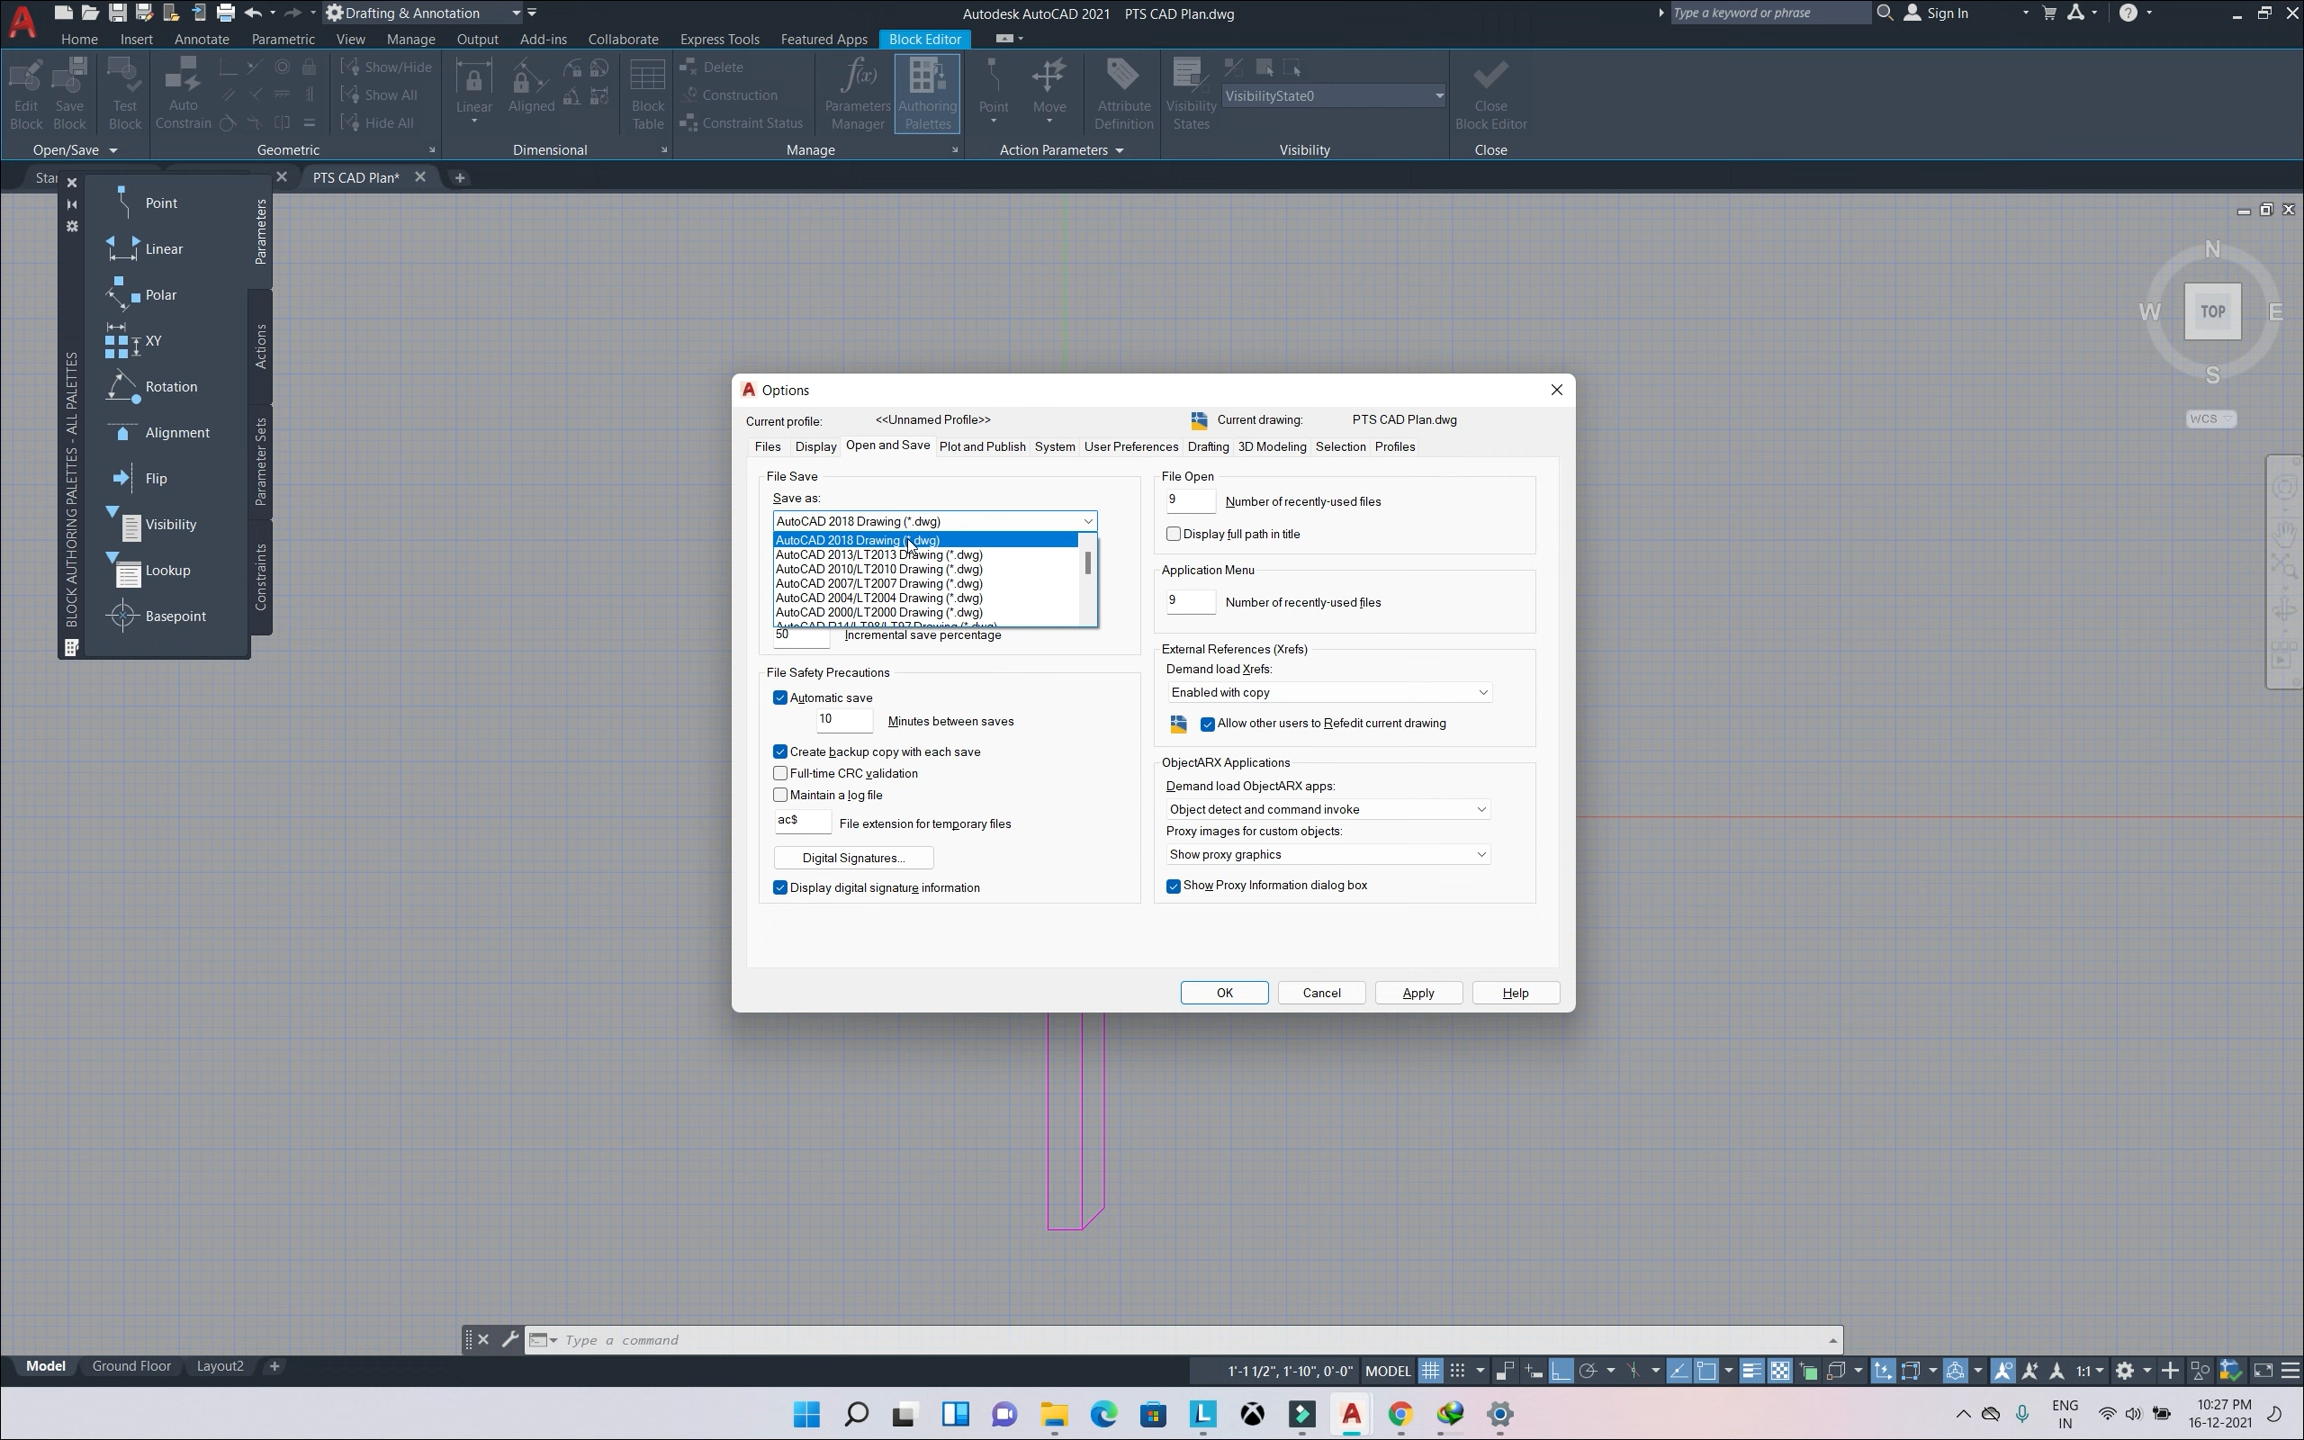 Drafting & Annotation
Autodesk AutoCAD 2021 PTS CAD Plan.dwg
Type a keyword or phrase
Sign In
Home Insert Annotate Parametric View Manage Output Add-ins Collaborate Express Tools Featured Apps Block Editor
Edit Block
Save Block
Test Block
Auto Constrain
Show/Hide
Show All
Hide All
Linear
Aligned
Block Table
Delete
Construction
Constraint Status
f(x)
Parameters Manager
Authoring Palettes
Point
Move
Attribute Definition
Visibility States
VisibilityState0
Close Block Editor
Open/Save Geometric Dimensional Manage Action Parameters Visibility Close
Star
PTS CAD Plan*
Point
Linear
Polar
XY
Rotation
Alignment
Flip
Visibility
Lookup
Basepoint
Parameters
Actions
Parameter Sets
Constraints
BLOCK AUTHORING PALETTES - ALL PALETTES
N
W TOP E
S
WCS
Options
Current profile: <<Unnamed Profile>> Current drawing: PTS CAD Plan.dwg
Files Display Open and Save Plot and Publish System User Preferences Drafting 3D Modeling Selection Profiles
File Save
Save as:
AutoCAD 2018 Drawing (*.dwg)
AutoCAD 2018 Drawing (*.dwg)
AutoCAD 2013/LT2013 Drawing (*.dwg)
AutoCAD 2010/LT2010 Drawing (*.dwg)
AutoCAD 2007/LT2007 Drawing (*.dwg)
AutoCAD 2004/LT2004 Drawing (*.dwg)
AutoCAD 2000/LT2000 Drawing (*.dwg)
AutoCAD R14/LT98/LT97 Drawing (*.dwg)
50 Incremental save percentage
File Safety Precautions
Automatic save
10 Minutes between saves
Create backup copy with each save
Full-time CRC validation
Maintain a log file
ac$ File extension for temporary files
Digital Signatures...
Display digital signature information
File Open
9 Number of recently-used files
Display full path in title
Application Menu
9 Number of recently-used files
External References (Xrefs)
Demand load Xrefs:
Enabled with copy
Allow other users to Refedit current drawing
ObjectARX Applications
Demand load ObjectARX apps:
Object detect and command invoke
Proxy images for custom objects:
Show proxy graphics
Show Proxy Information dialog box
OK Cancel Apply Help
Type a command
Model Ground Floor Layout2
1'-1 1/2", 1'-10", 0'-0" MODEL
1:1
ENG
IN
10:27 PM
16-12-2021